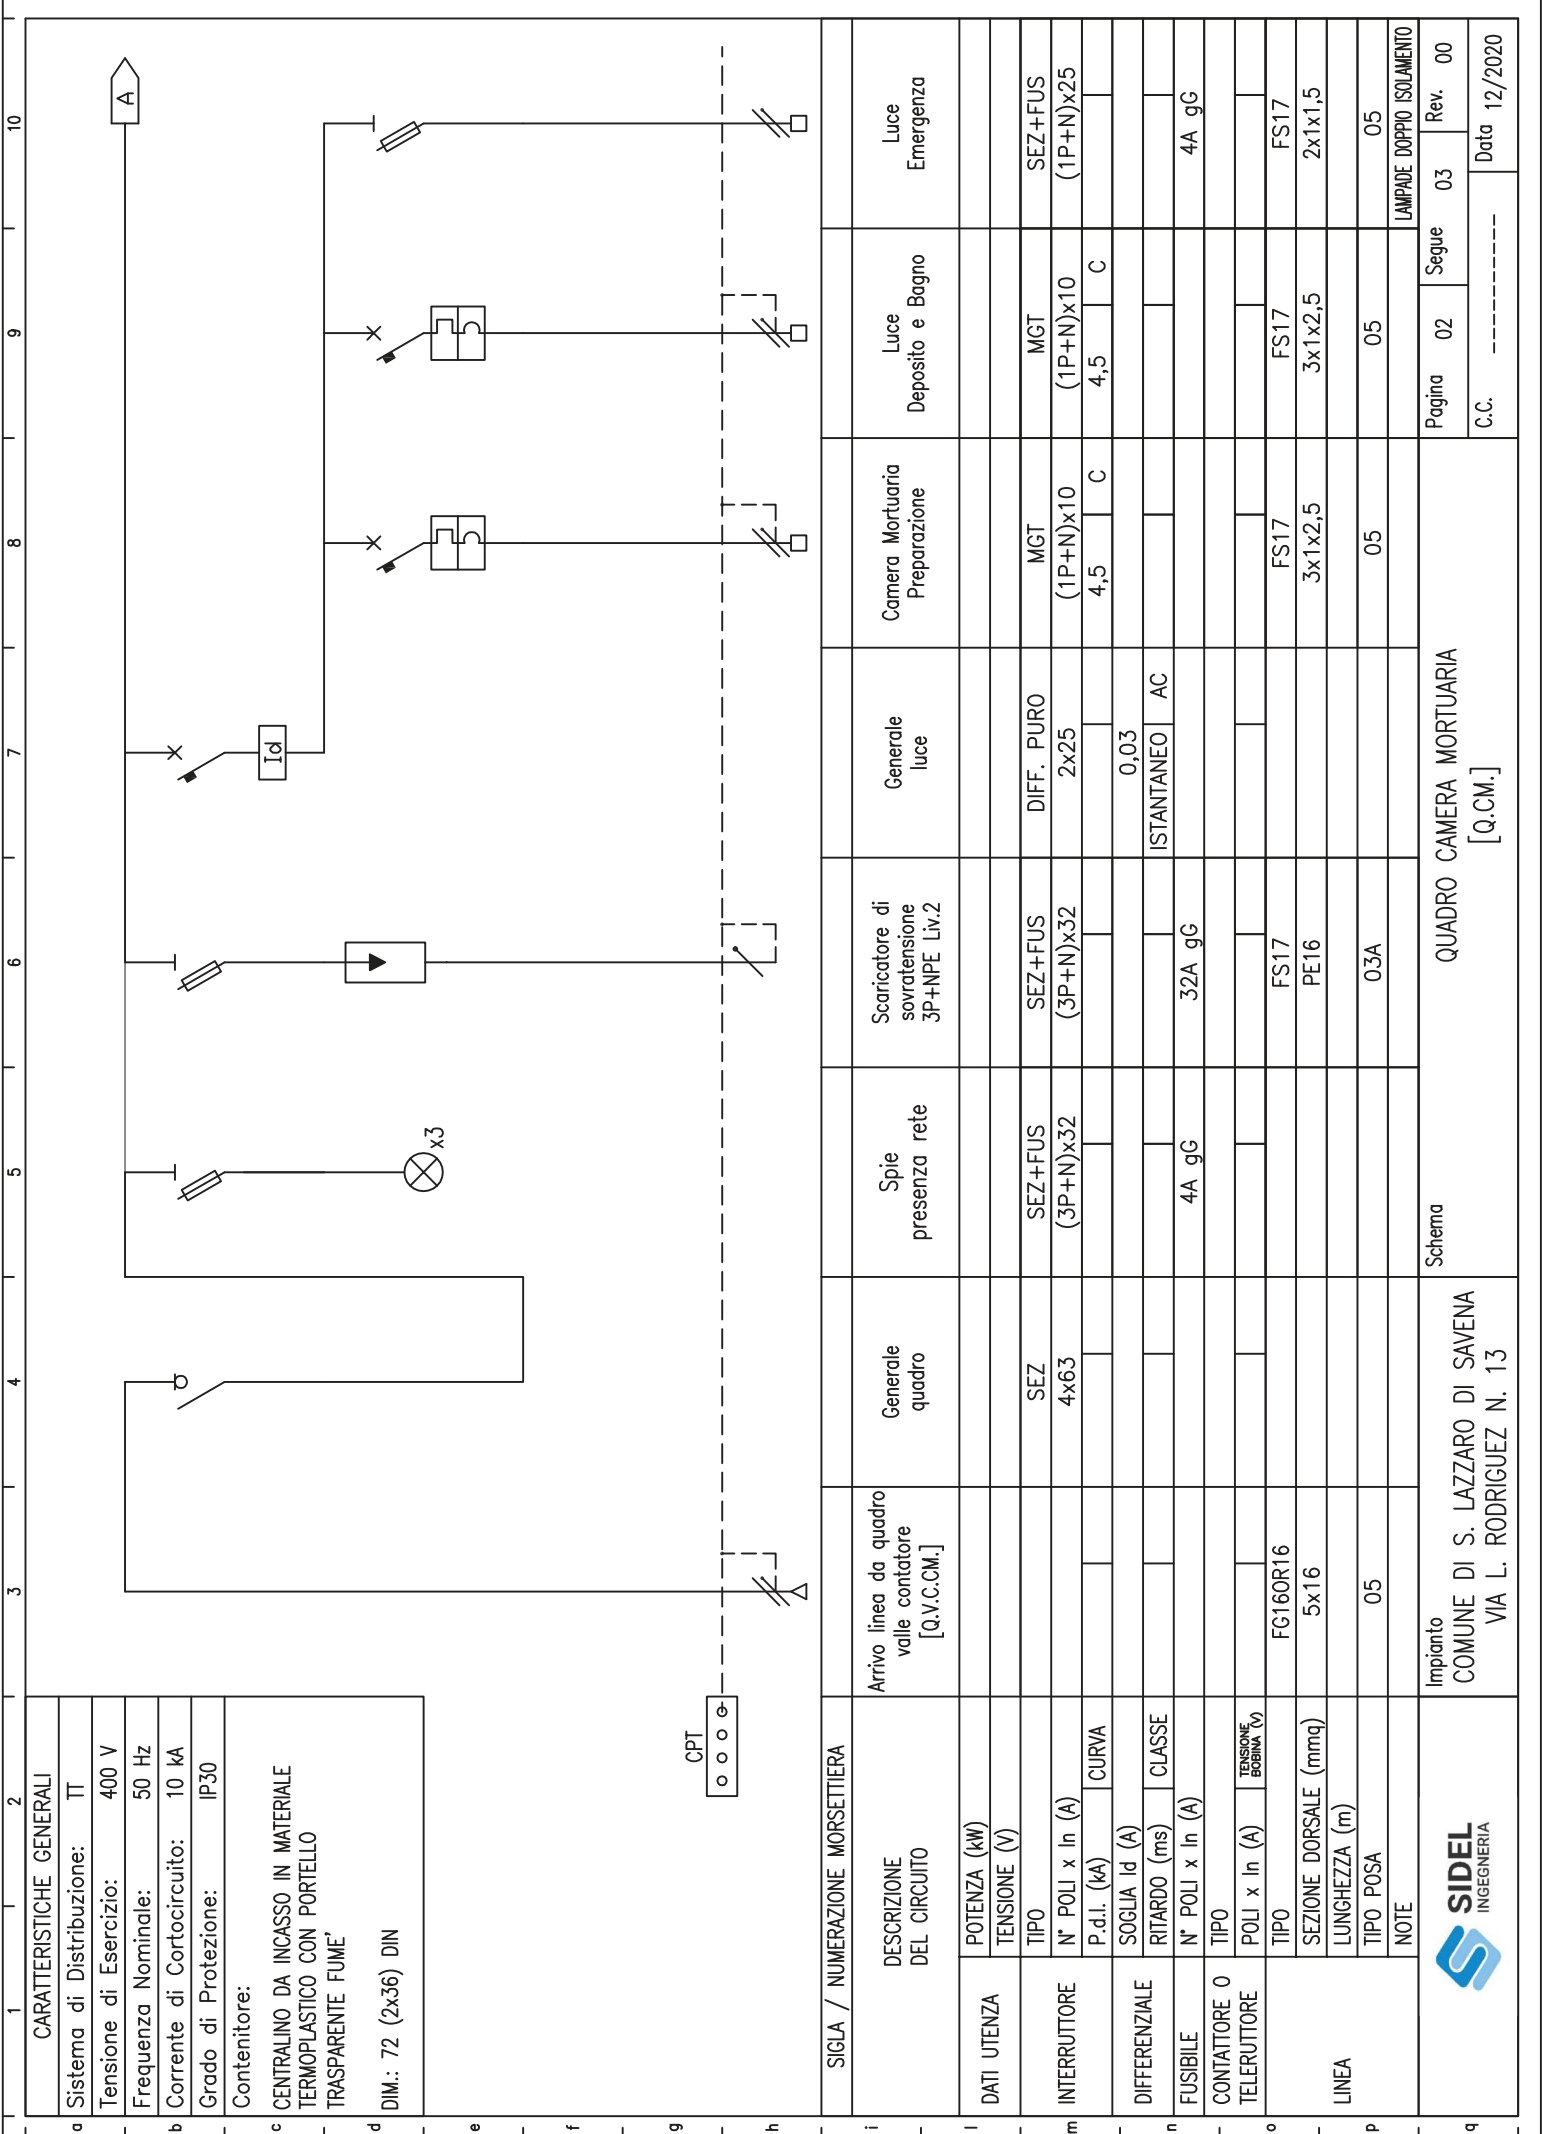 1 2 3 4 5 6 7 8 9 10
CARATTERISTICHE GENERALI
Sistema di Distribuzione: TT
Tensione di Esercizio: 400 V
Frequenza Nominale: 50 Hz
Corrente di Cortocircuito: 10 kA
Grado di Protezione: IP30
Contenitore:
CENTRALINO DA INCASSO IN MATERIALE
TERMOPLASTICO CON PORTELLO
TRASPARENTE FUME'
DIM.: 72 (2x36) DIN
a
b
c
d
e
f
g
h
i
l
m
n
o
p
q
A
Id
x3
CPT
SIGLA / NUMERAZIONE MORSETTIERA
DESCRIZIONE
DEL CIRCUITO
Arrivo linea da quadro
valle contatore
[Q.V.C.CM.]
Generale
quadro
Spie
presenza rete
Scaricatore di
sovratensione
3P+NPE Liv.2
Generale
luce
Camera Mortuaria
Preparazione
Luce
Deposito e Bagno
Luce
Emergenza
DATI UTENZA
POTENZA (kW)
TENSIONE (V)
INTERRUTTORE
TIPO SEZ SEZ+FUS SEZ+FUS DIFF. PURO MGT MGT SEZ+FUS
N° POLI x In (A) 4x63 (3P+N)x32 (3P+N)x32 2x25 (1P+N)x10 (1P+N)x10 (1P+N)x25
P.d.I. (kA) CURVA 4,5 C 4,5 C
DIFFERENZIALE
SOGLIA Id (A) 0,03
RITARDO (ms) CLASSE ISTANTANEO AC
FUSIBILE N° POLI x In (A) 4A gG 32A gG 4A gG
CONTATTORE O
TELERUTTORE
TIPO
POLI x In (A) TENSIONE
BOBINA (V)
LINEA
TIPO FG16OR16 FS17 FS17 FS17 FS17
SEZIONE DORSALE (mmq) 5x16 PE16 3x1x2,5 3x1x2,5 2x1x1,5
LUNGHEZZA (m)
TIPO POSA 05 03A 05 05 05
NOTE LAMPADE DOPPIO ISOLAMENTO
SIDEL
INGEGNERIA
Impianto
COMUNE DI S. LAZZARO DI SAVENA
VIA L. RODRIGUEZ N. 13
Schema
QUADRO CAMERA MORTUARIA
[Q.CM.]
Pagina 02 Segue 03 Rev. 00
C.C. ---------- Data 12/2020